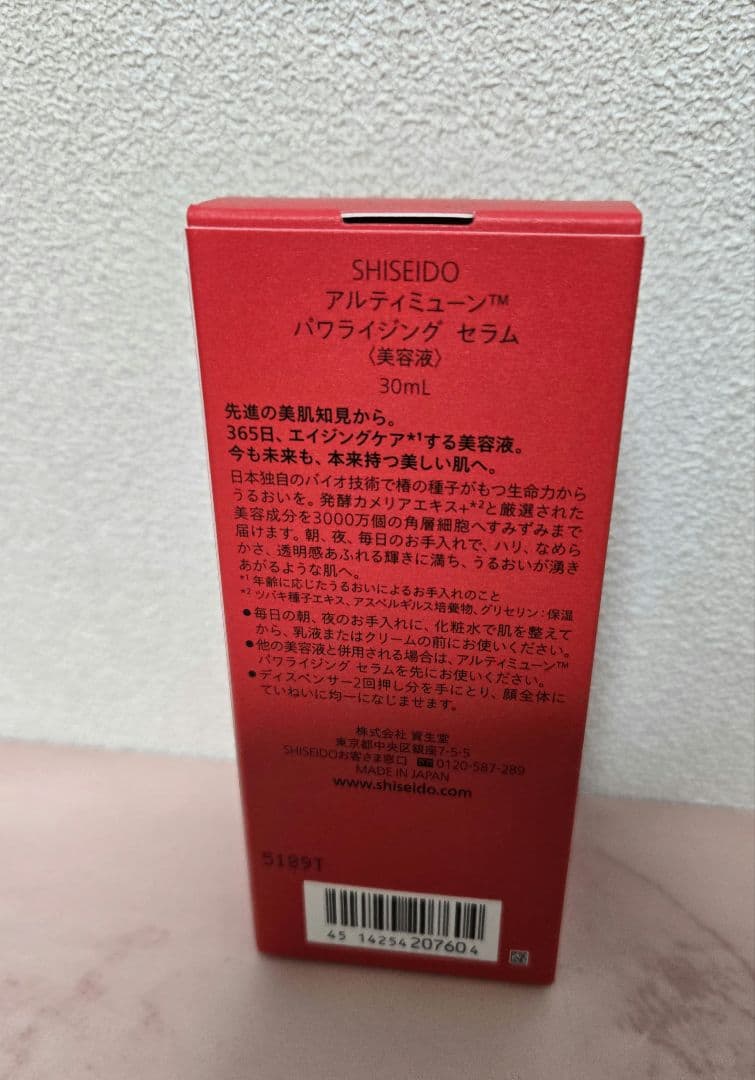 SHISEIDO
アルティミューン™
パワライジング セラム
〈美容液〉
30mL
先進の美肌知見から。
365日、エイジングケア*1する美容液。
今も未来も、本来持つ美しい肌へ。
日本独自のバイオ技術で椿の種子がもつ生命力から
うるおいを。発酵カメリアエキス+*2と厳選された
美容成分を3000万個の角層細胞へすみずみまで
届けます。朝、夜、毎日のお手入れで、ハリ、なめら
かさ、透明感あふれる輝きに満ち、うるおいが湧き
あがるような肌へ。
*1 年齢に応じたうるおいによるお手入れのこと
*2 ツバキ種子エキス、アスペルギルス培養物、グリセリン：保湿
●毎日の朝、夜のお手入れに、化粧水で肌を整えて
から、乳液またはクリームの前にお使いください。
●他の美容液と併用される場合は、アルティミューン™
パワライジング セラムを先にお使いください。
●ディスペンサー2回押し分を手にとり、顔全体に
ていねいに均一になじませます。
株式会社 資生堂
東京都中央区銀座7-5-5
SHISEIDOお客さま窓口 0120-587-289
MADE IN JAPAN
www.shiseido.com
5189T
45 14254 207604